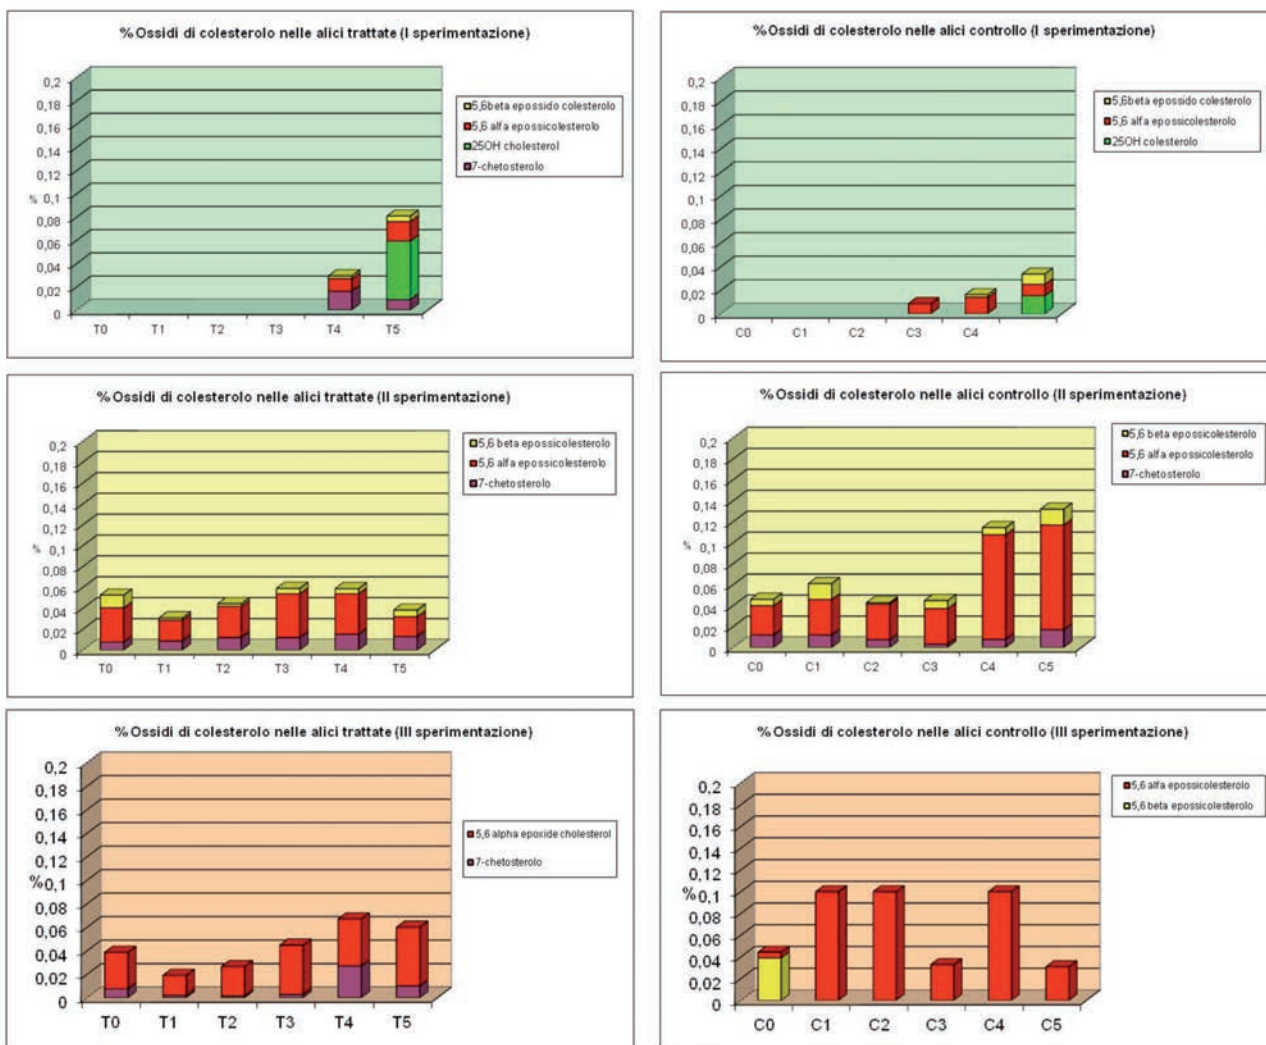 %Ossidi di colesterolo nelle alici trattate (I sperimentazione)
0,2
0,18
0,16
0,14
0,12
% 0,1
0,08
0,06
0,04
0,02
0
T0 T1 T2 T3 T4 T5
5,6beta epossido colesterolo
5,6 alfa epossicolesterolo
25OH cholesterol
7-chetosterolo
%Ossidi di colesterolo nelle alici controllo (I sperimentazione)
0,2
0,18
0,16
0,14
0,12
% 0,1
0,08
0,06
0,04
0,02
0
C0 C1 C2 C3 C4
5,6beta epossido colesterolo
5,6 alfa epossicolesterolo
25OH colesterolo
%Ossidi di colesterolo nelle alici trattate (II sperimentazione)
0,2
0,18
0,16
0,14
0,12
% 0,1
0,08
0,06
0,04
0,02
0
T0 T1 T2 T3 T4 T5
5,6 beta epossicolesterolo
5,6 alfa epossicolesterolo
7-chetosterolo
%Ossidi di colesterolo nelle alici controllo (II sperimentazione)
0,2
0,18
0,16
0,14
0,12
% 0,1
0,08
0,06
0,04
0,02
0
C0 C1 C2 C3 C4 C5
5,6 beta epossicolesterolo
5,6 alfa epossicolesterolo
7-chetosterolo
%Ossidi di colesterolo nelle alici trattate (III sperimentazione)
0,2
0,18
0,16
0,14
0,12
% 0,1
0,08
0,06
0,04
0,02
0
T0 T1 T2 T3 T4 T5
5,6 alpha epoxide cholesterol
7-chetosterolo
%Ossidi di colesterolo nelle alici controllo (III sperimentazione)
0,2
0,18
0,16
0,14
0,12
% 0,1
0,08
0,06
0,04
0,02
0
C0 C1 C2 C3 C4 C5
5,6 alfa epossicolesterolo
5,6 beta epossicolesterolo